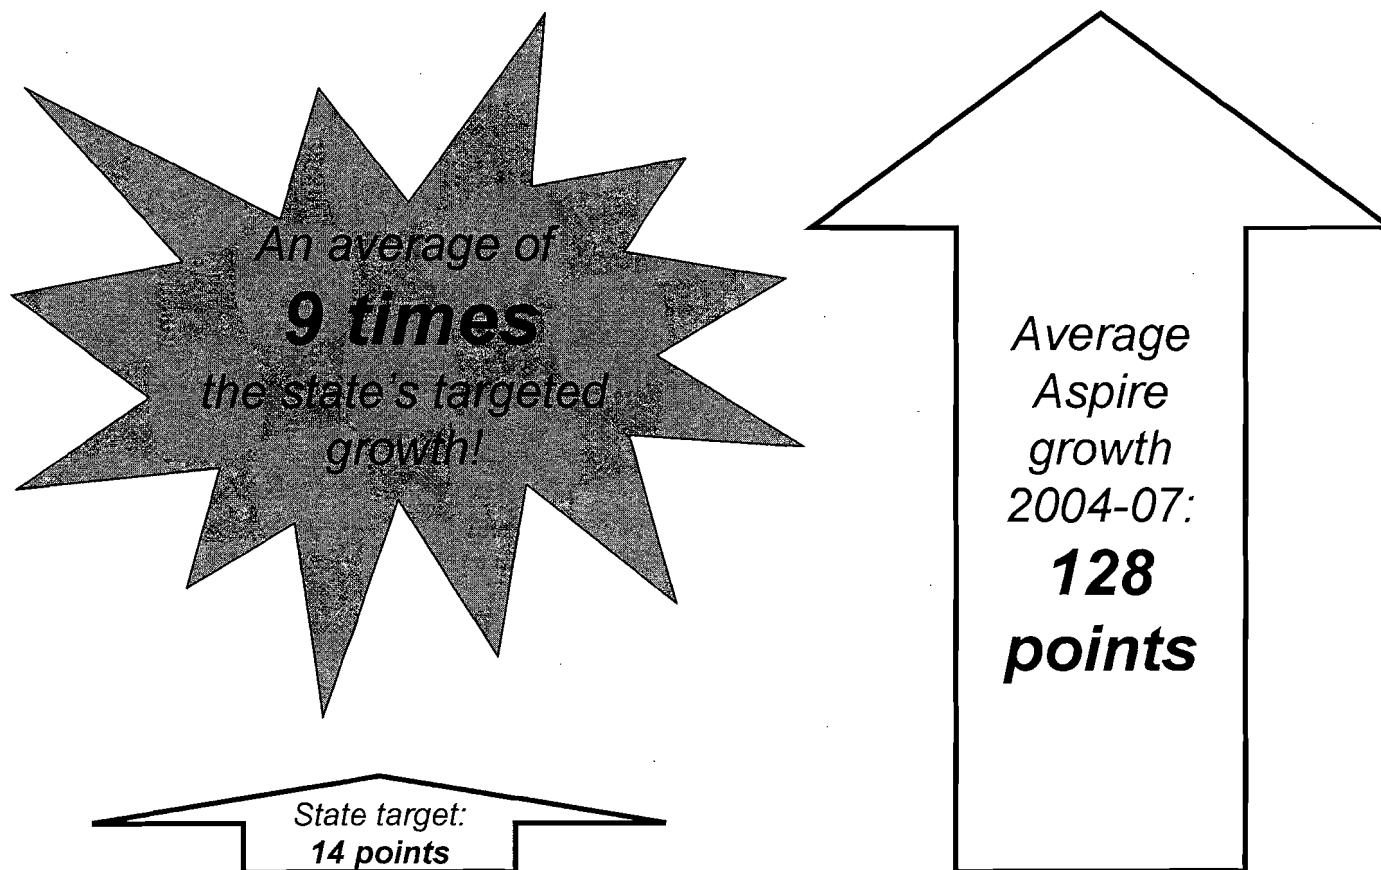 An average of
9 times
the state's targeted
growth!
Average
Aspire
growth
2004-07:
128
points
State target:
14 points